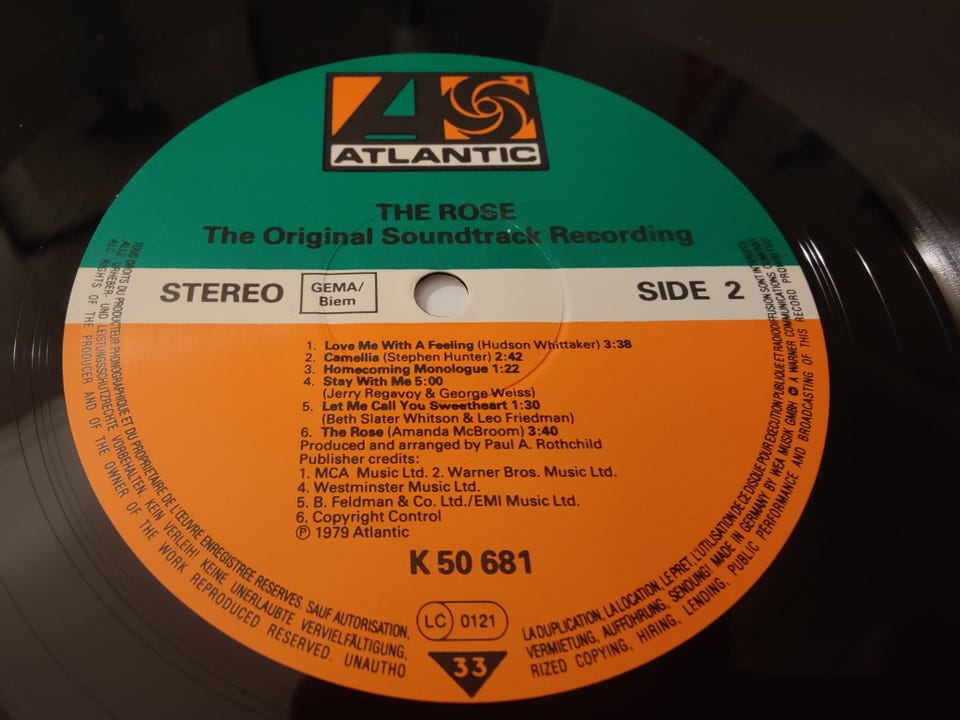 ATLANTIC
THE ROSE
The Original Soundtrack Recording
STEREO
GEMA/
Biem
SIDE 2
1. Love Me With A Feeling (Hudson Whittaker) 3:38
2. Camellia (Stephen Hunter) 2:42
3. Homecoming Monologue 1:22
4. Stay With Me 5:00
(Jerry Regavoy & George Weiss)
5. Let Me Call You Sweetheart 1:30
(Beth Slater Whitson & Leo Friedman)
6. The Rose (Amanda McBroom) 3:40
Produced and arranged by Paul A. Rothchild
Publisher credits:
1. MCA Music Ltd. 2. Warner Bros. Music Ltd.
4. Westminster Music Ltd.
5. B. Feldman & Co. Ltd./EMI Music Ltd.
6. Copyright Control
℗ 1979 Atlantic
K 50 681
LC 0121
33
TOUS DROITS DU PRODUCTEUR PHONOGRAPHIQUE ET DU PROPRIETAIRE DE L'ŒUVRE ENREGISTREE RESERVES. SAUF AUTORISATION, LA DUPLICATION, LA LOCATION, LE PRET, L'UTILISATION DE CE DISQUE POUR EXECUTION PUBLIQUE ET RADIODIFFUSION SONT INTERDITS
ALLE URHEBER- UND LEISTUNGSSCHUTZRECHTE VORBEHALTEN. KEIN VERLEIH! KEINE UNERLAUBTE VERVIELFÄLTIGUNG, VERMIETUNG, AUFFÜHRUNG, SENDUNG! MADE IN GERMANY BY WEA MUSIK GMBH A WARNER COMMUNICATIONS COMPANY
ALL RIGHTS OF THE PRODUCER AND OF THE OWNER OF THE WORK REPRODUCED RESERVED. UNAUTHO RIZED COPYING, HIRING, LENDING, PUBLIC PERFORMANCE AND BROADCASTING OF THIS RECORD